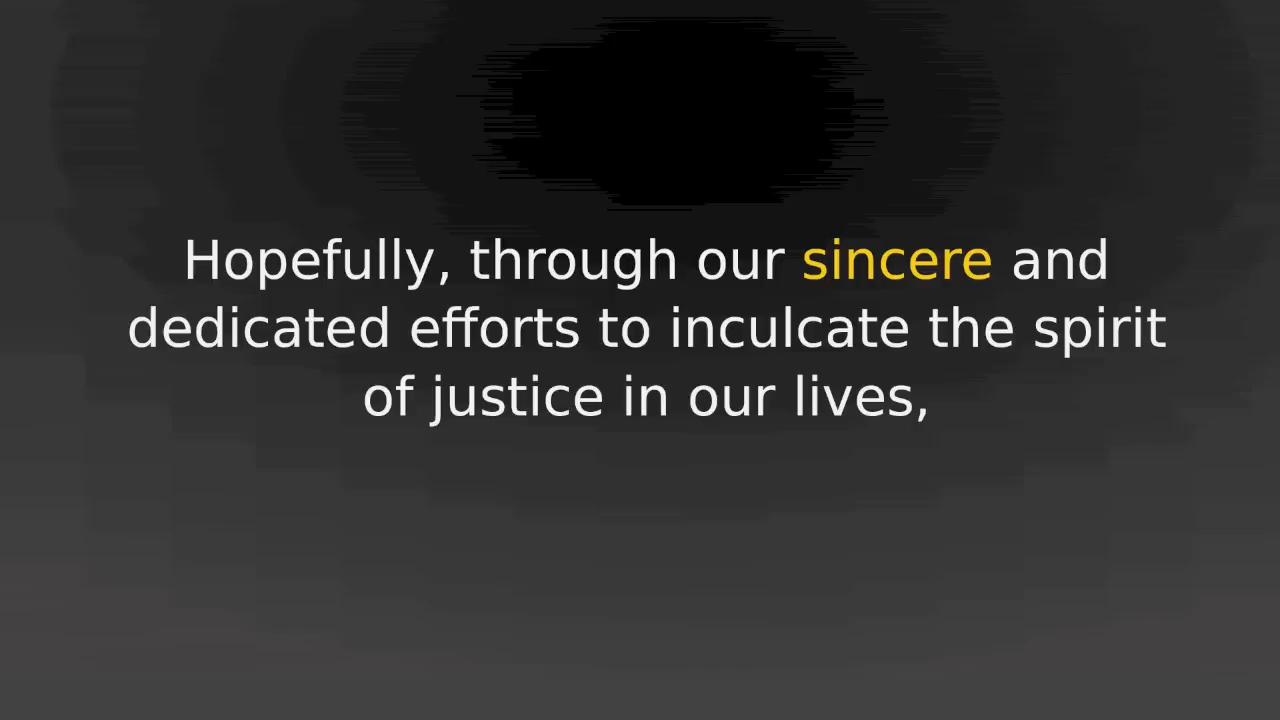 Hopefully, through our sincere and
dedicated efforts to inculcate the spirit
of justice in our lives,